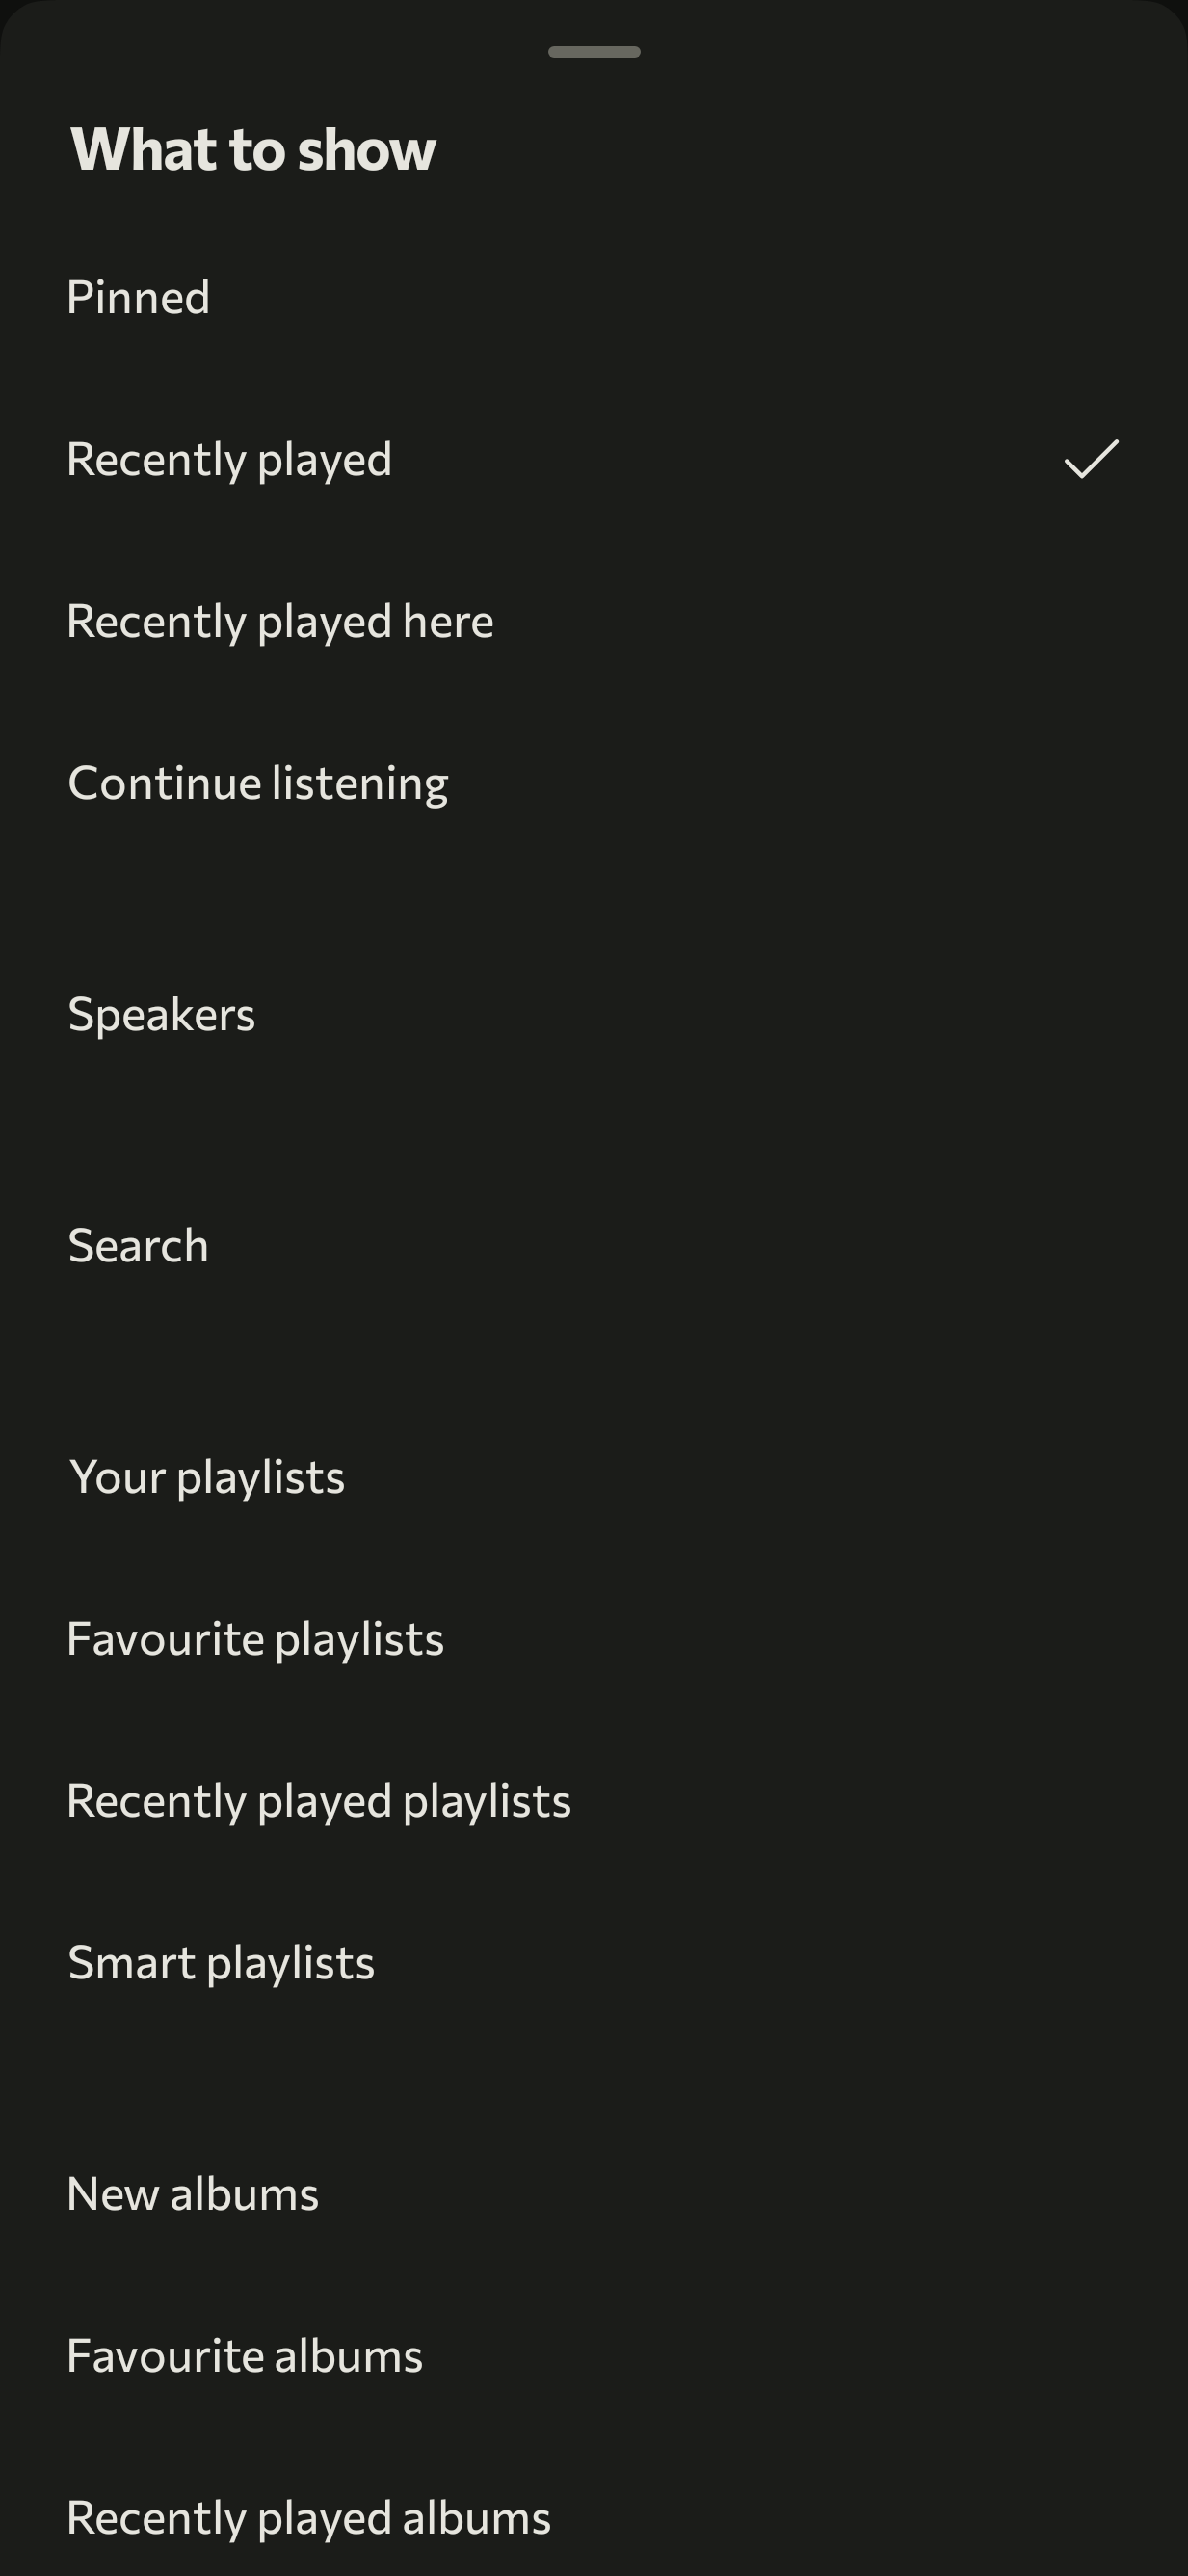 What to show
Pinned
Recently played
Recently played here
Continue listening
Speakers
Search
Your playlists
Favourite playlists
Recently played playlists
Smart playlists
New albums
Favourite albums
Recently played albums